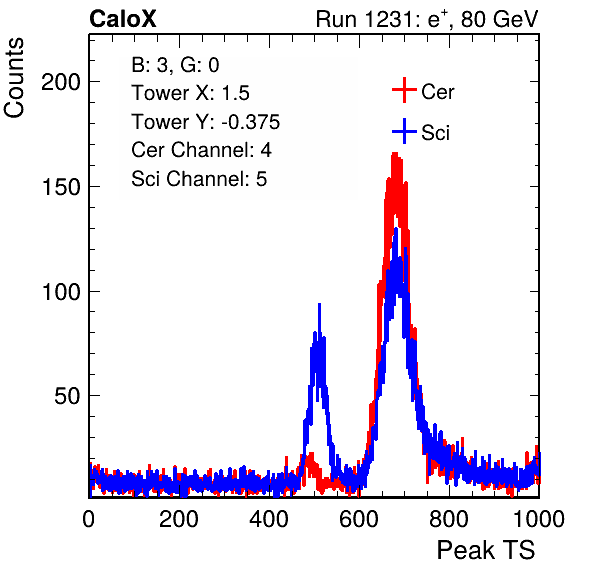 CaloX Run 1231: e+, 80 GeV
Counts
B: 3, G: 0
Tower X: 1.5
Tower Y: -0.375
Cer Channel: 4
Sci Channel: 5
Cer
Sci
200
150
100
50
0 200 400 600 800 1000
Peak TS